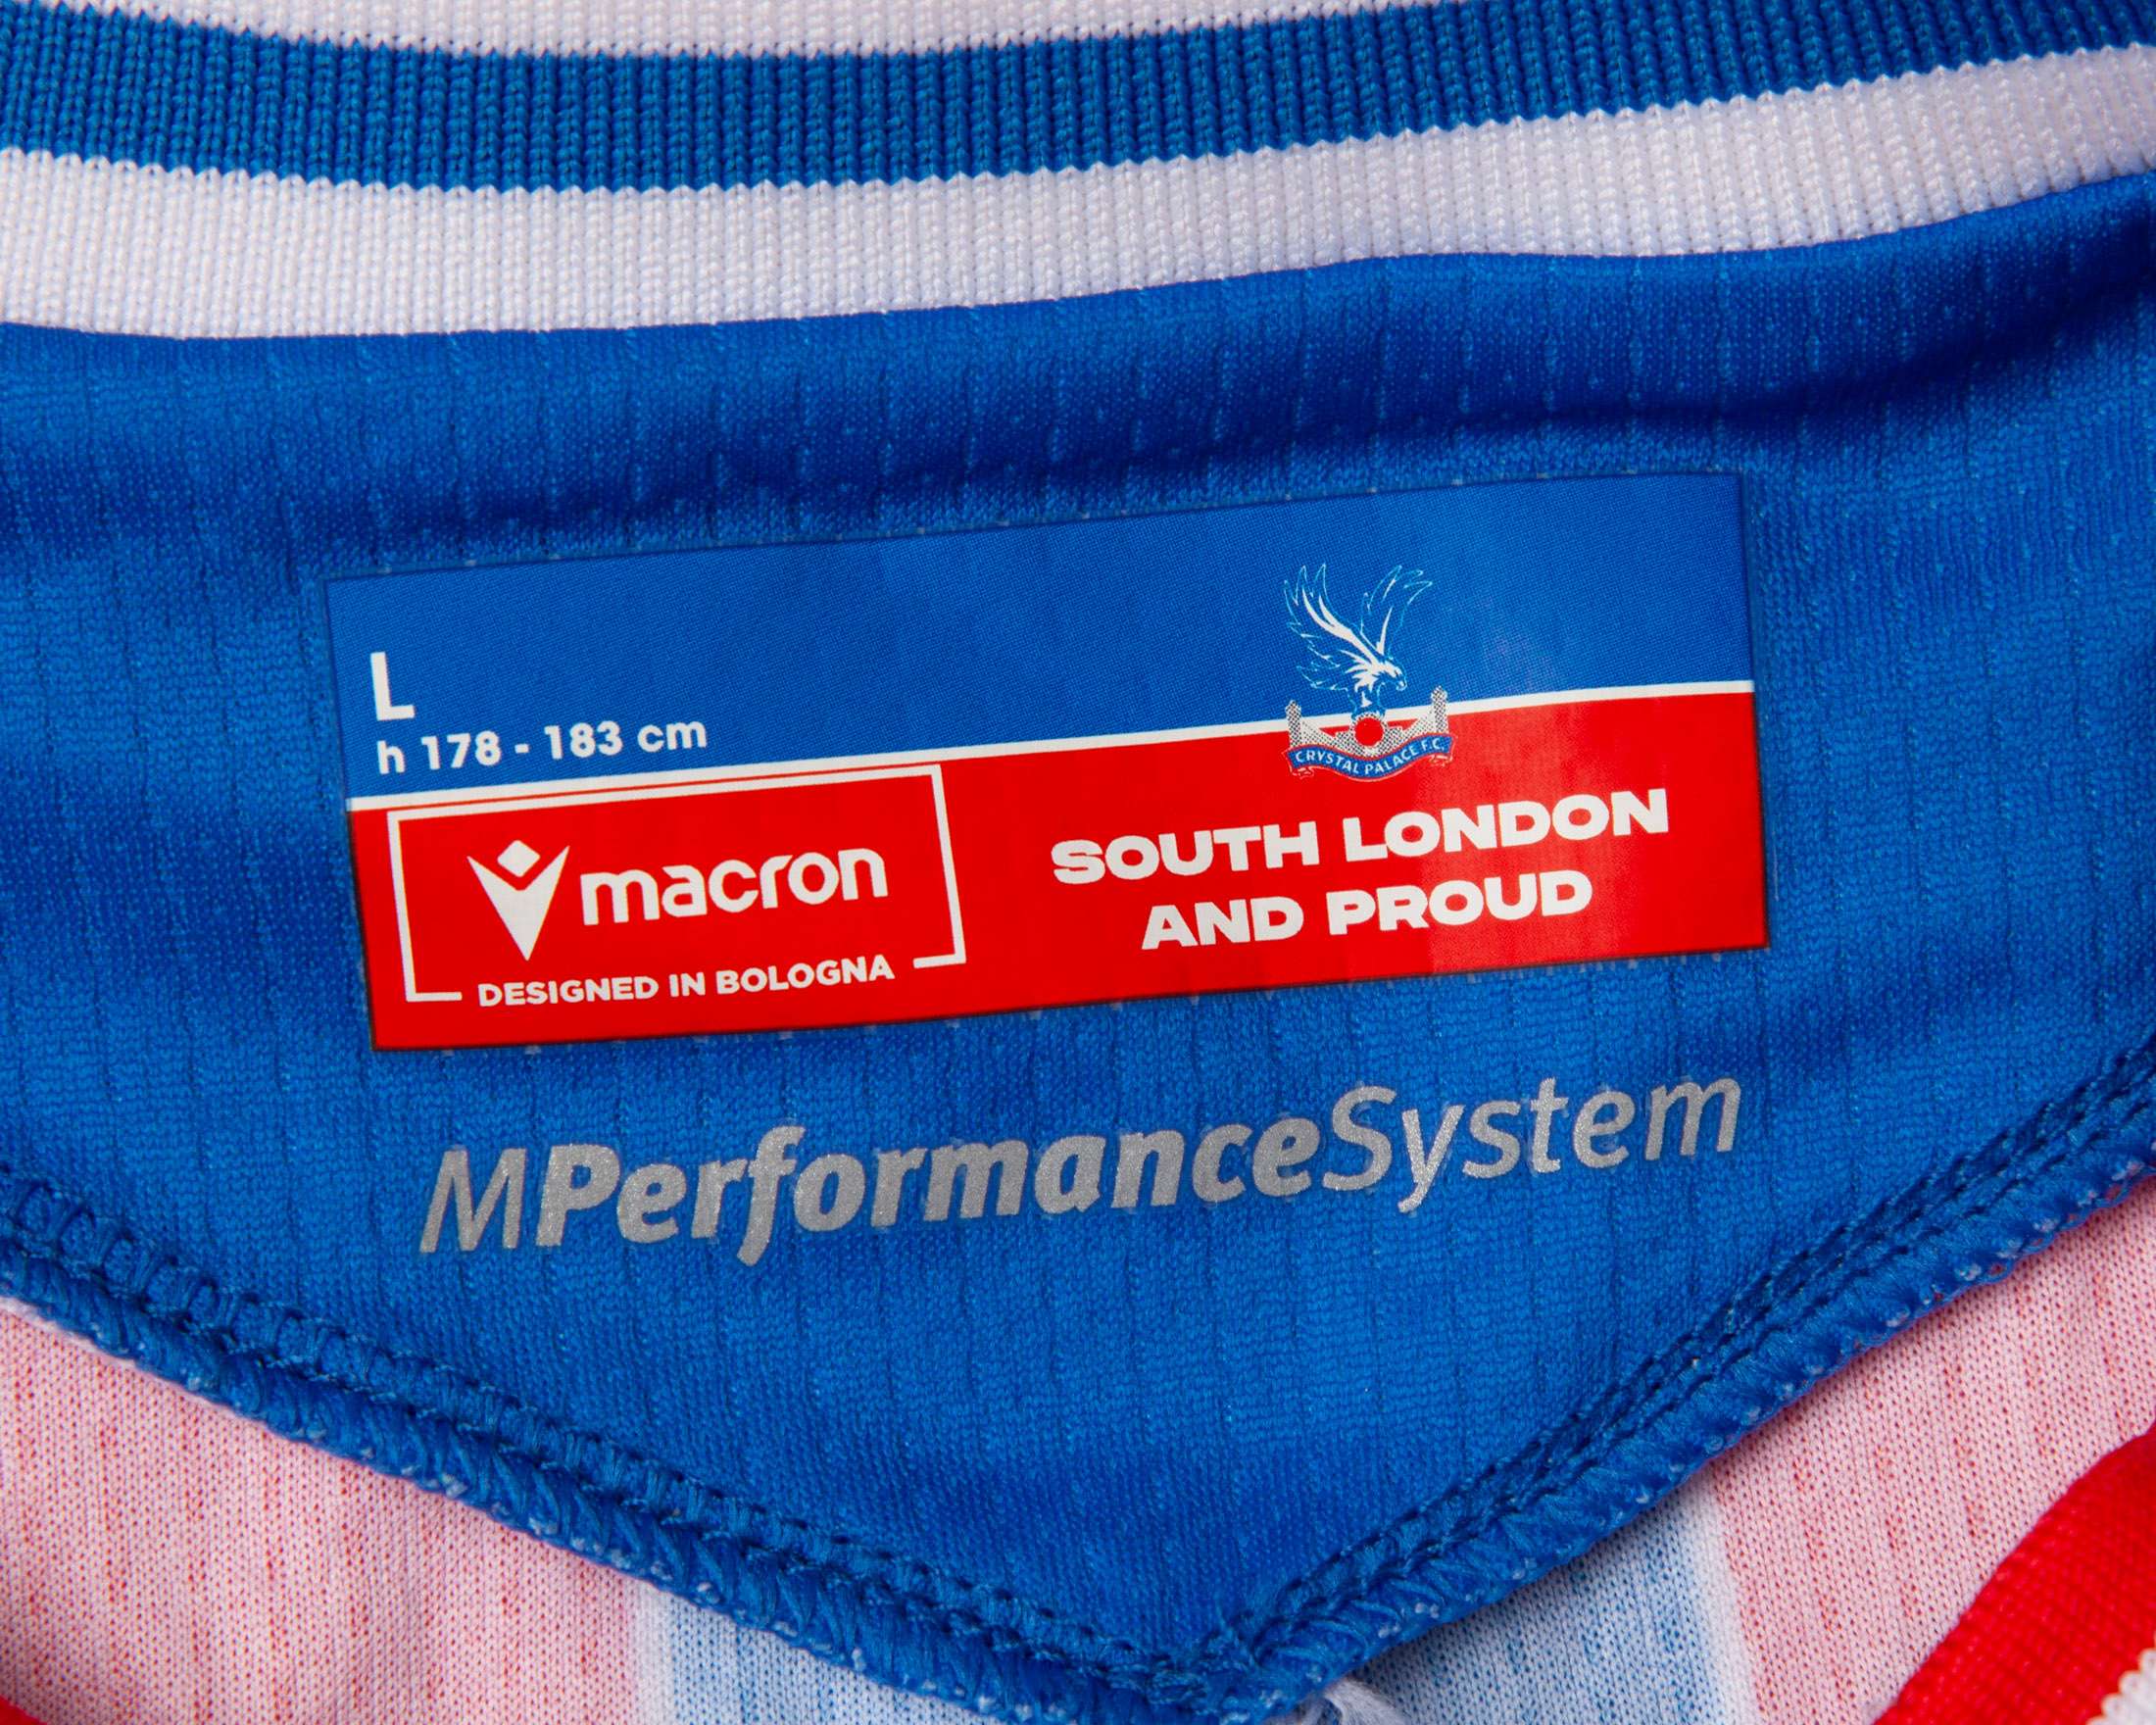 L
h 178 - 183 cm
CRYSTAL PALACE F.C.
macron
DESIGNED IN BOLOGNA
SOUTH LONDON
AND PROUD
MPerformanceSystem